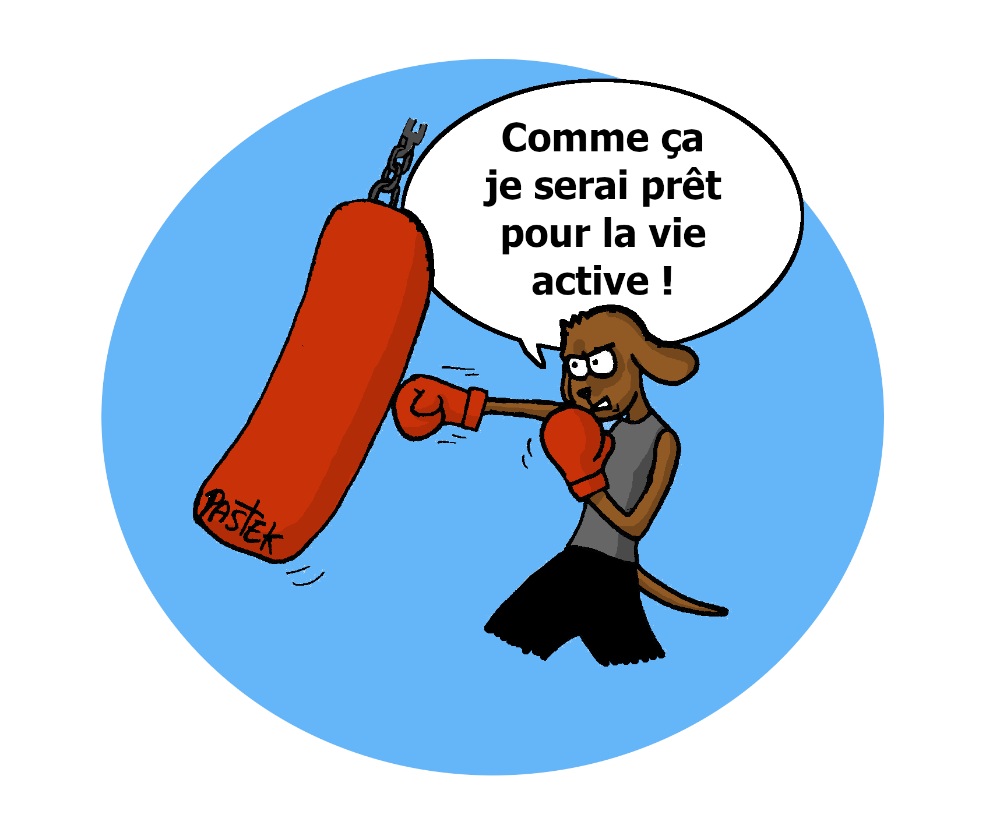 Comme ça
je serai prêt
pour la vie
active !
PASTEK